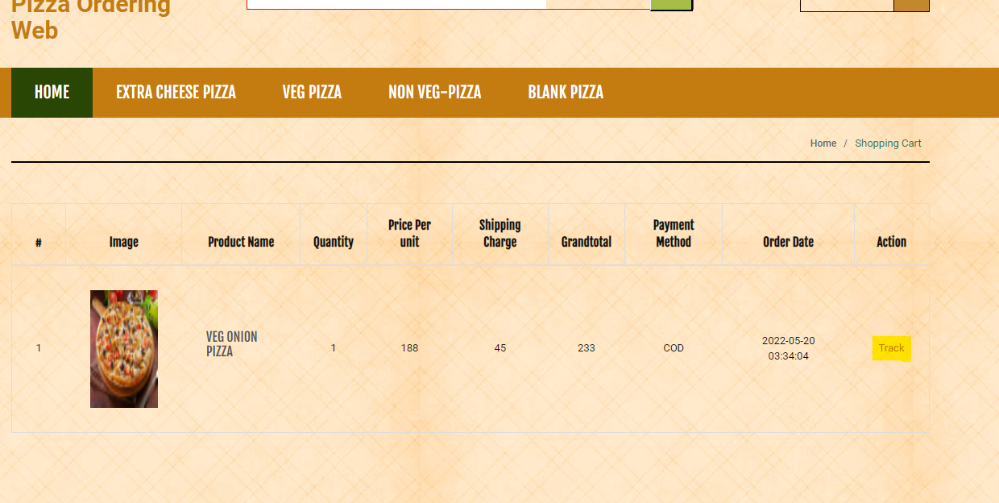 Pizza Ordering
Web
HOME EXTRA CHEESE PIZZA VEG PIZZA NON VEG-PIZZA BLANK PIZZA
Home / Shopping Cart
# Image Product Name Quantity Price Per unit Shipping Charge Grandtotal Payment Method Order Date Action
1 VEG ONION PIZZA 1 188 45 233 COD 2022-05-20 03:34:04 Track